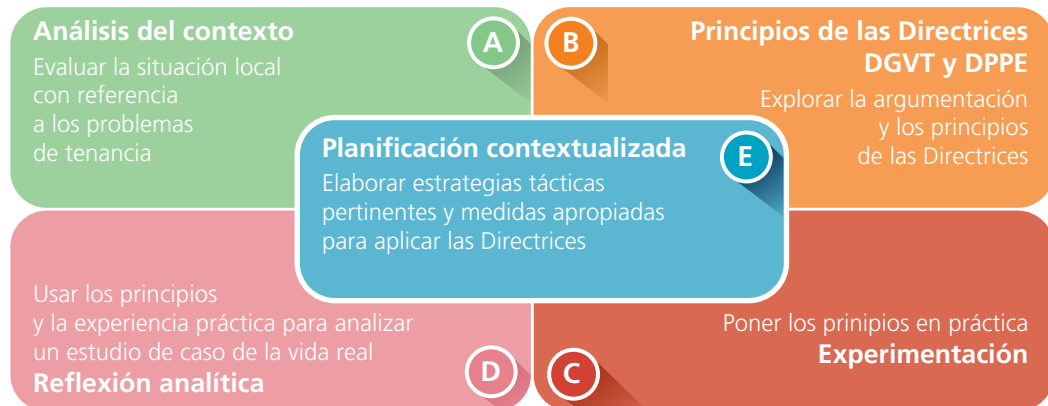 Análisis del contexto
Evaluar la situación local
con referencia
a los problemas
de tenancia
A
B
Principios de las Directrices
DGVT y DPPE
Explorar la argumentación
y los principios
de las Directrices
Planificación contextualizada
Elaborar estrategias tácticas
pertinentes y medidas apropiadas
para aplicar las Directrices
E
Usar los principios
y la experiencia práctica para analizar
un estudio de caso de la vida real
Reflexión analítica
D
C
Poner los prinipios en práctica
Experimentación